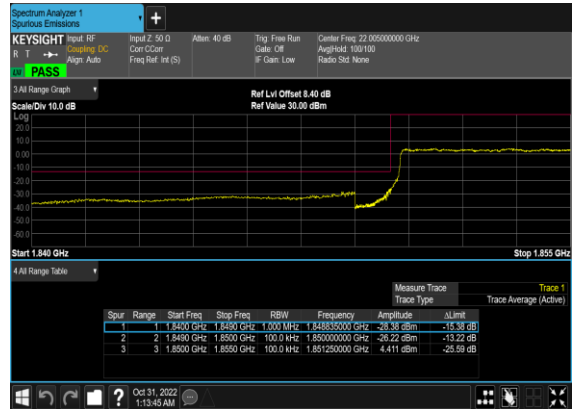 Spectrum Analyzer 1
Spurious Emissions
KEYSIGHT
R T
LW PASS
Input: RF
Coupling: DC
Align: Auto
Input Z: 50 Ω
Corr CCorr
Freq Ref: Int (S)
Atten: 40 dB
Trig: Free Run
Gate: Off
IF Gain: Low
Center Freq: 22.005000000 GHz
Avg|Hold: 100/100
Radio Std: None
3 All Range Graph
Ref Lvl Offset 8.40 dB
Scale/Div 10.0 dB
Ref Value 30.00 dBm
Log
20.0
10.0
0.00
-10.0
-20.0
-30.0
-40.0
-50.0
-60.0
Start 1.840 GHz
Stop 1.855 GHz
4 All Range Table
Measure Trace Trace 1
Trace Type Trace Average (Active)
Spur Range Start Freq Stop Freq RBW Frequency Amplitude ΔLimit
1 1 1.8400 GHz 1.8490 GHz 1.000 MHz 1.848835000 GHz -28.38 dBm -15.38 dB
2 2 1.8490 GHz 1.8500 GHz 100.0 kHz 1.850000000 GHz -26.22 dBm -13.22 dB
3 3 1.8500 GHz 1.8550 GHz 100.0 kHz 1.851250000 GHz 4.411 dBm -25.59 dB
Oct 31, 2022
1:13:45 AM